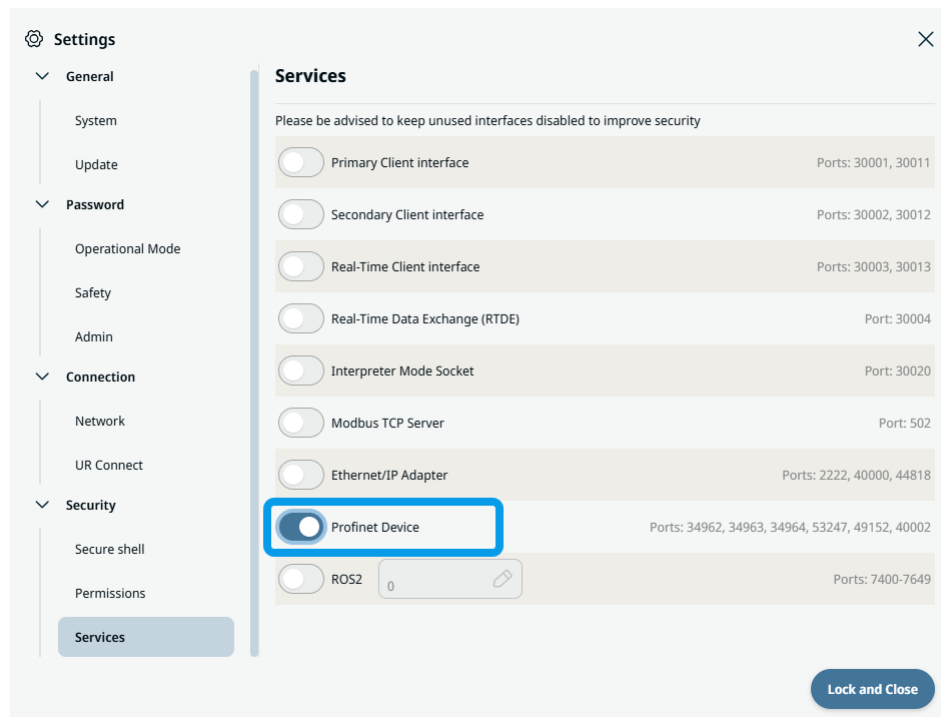 Settings
General
System
Update
Password
Operational Mode
Safety
Admin
Connection
Network
UR Connect
Security
Secure shell
Permissions
Services
Services
Please be advised to keep unused interfaces disabled to improve security
Primary Client interface Ports: 30001, 30011
Secondary Client interface Ports: 30002, 30012
Real-Time Client interface Ports: 30003, 30013
Real-Time Data Exchange (RTDE) Port: 30004
Interpreter Mode Socket Port: 30020
Modbus TCP Server Port: 502
Ethernet/IP Adapter Ports: 2222, 40000, 44818
Profinet Device Ports: 34962, 34963, 34964, 53247, 49152, 40002
ROS2 0 Ports: 7400-7649
Lock and Close